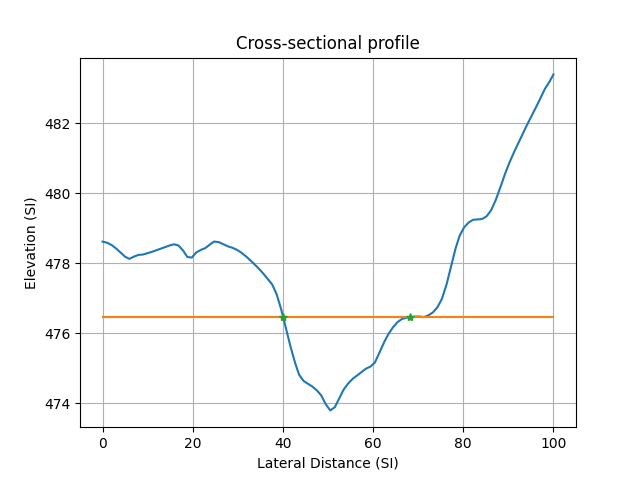 Cross-sectional profile
Elevation (SI)
482
480
478
476
474
0 20 40 60 80 100
Lateral Distance (SI)